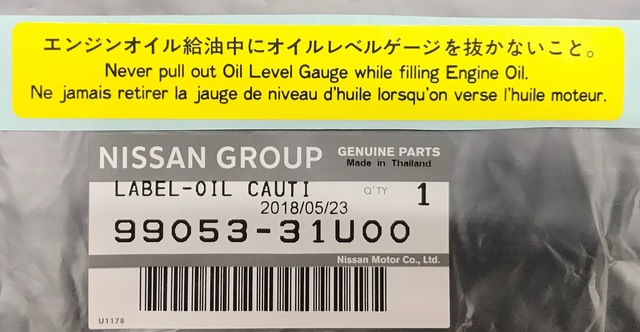 エンジンオイル給油中にオイルレベルゲージを抜かないこと。
Never pull out Oil Level Gauge while filling Engine Oil.
Ne jamais retirer la jauge de niveau d'huile lorsqu'on verse l'huile moteur.
NISSAN GROUP GENUINE PARTS
Made in Thailand
LABEL-OIL CAUTI Q'TY 1
2018/05/23
99053-31U00
Nissan Motor Co., Ltd.
U1178